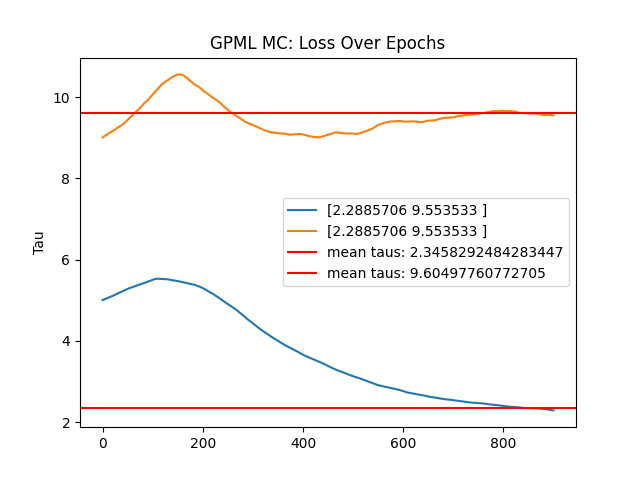 GPML MC: Loss Over Epochs
10
8
6
4
2
Tau
[2.2885706 9.553533 ]
[2.2885706 9.553533 ]
mean taus: 2.3458292484283447
mean taus: 9.60497760772705
0 200 400 600 800